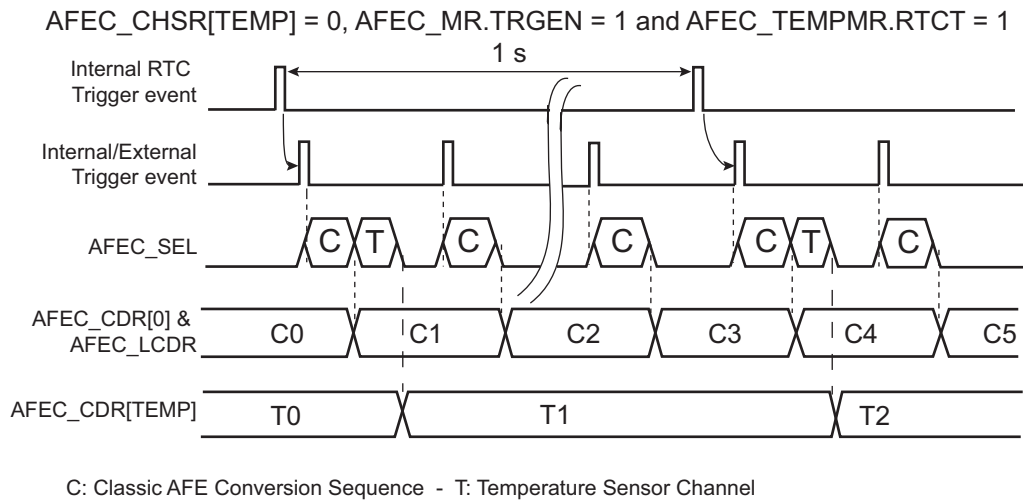 AFEC_CHSR[TEMP] = 0, AFEC_MR.TRGEN = 1 and AFEC_TEMPMR.RTCT = 1
1 s
Internal RTC
Trigger event
Internal/External
Trigger event
AFEC_SEL
C T C C C T C
AFEC_CDR[0] &
AFEC_LCDR
C0 C1 C2 C3 C4 C5
AFEC_CDR[TEMP]
T0 T1 T2
C: Classic AFE Conversion Sequence - T: Temperature Sensor Channel